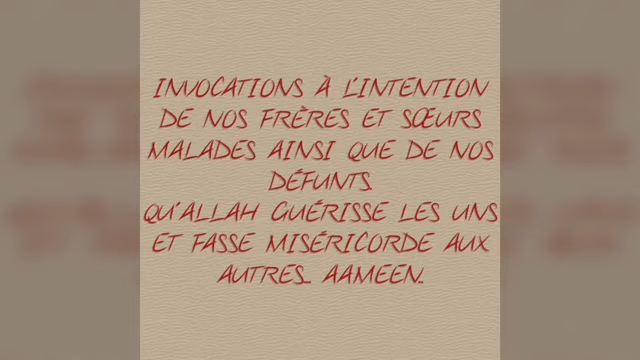 INVOCATIONS À L'INTENTION
DE NOS FRÈRES ET SŒURS
MALADES AINSI QUE DE NOS
DÉFUNTS.
QU'ALLAH GUÉRISSE LES UNS
ET FASSE MISÉRICORDE AUX
AUTRES... AAMEEN...